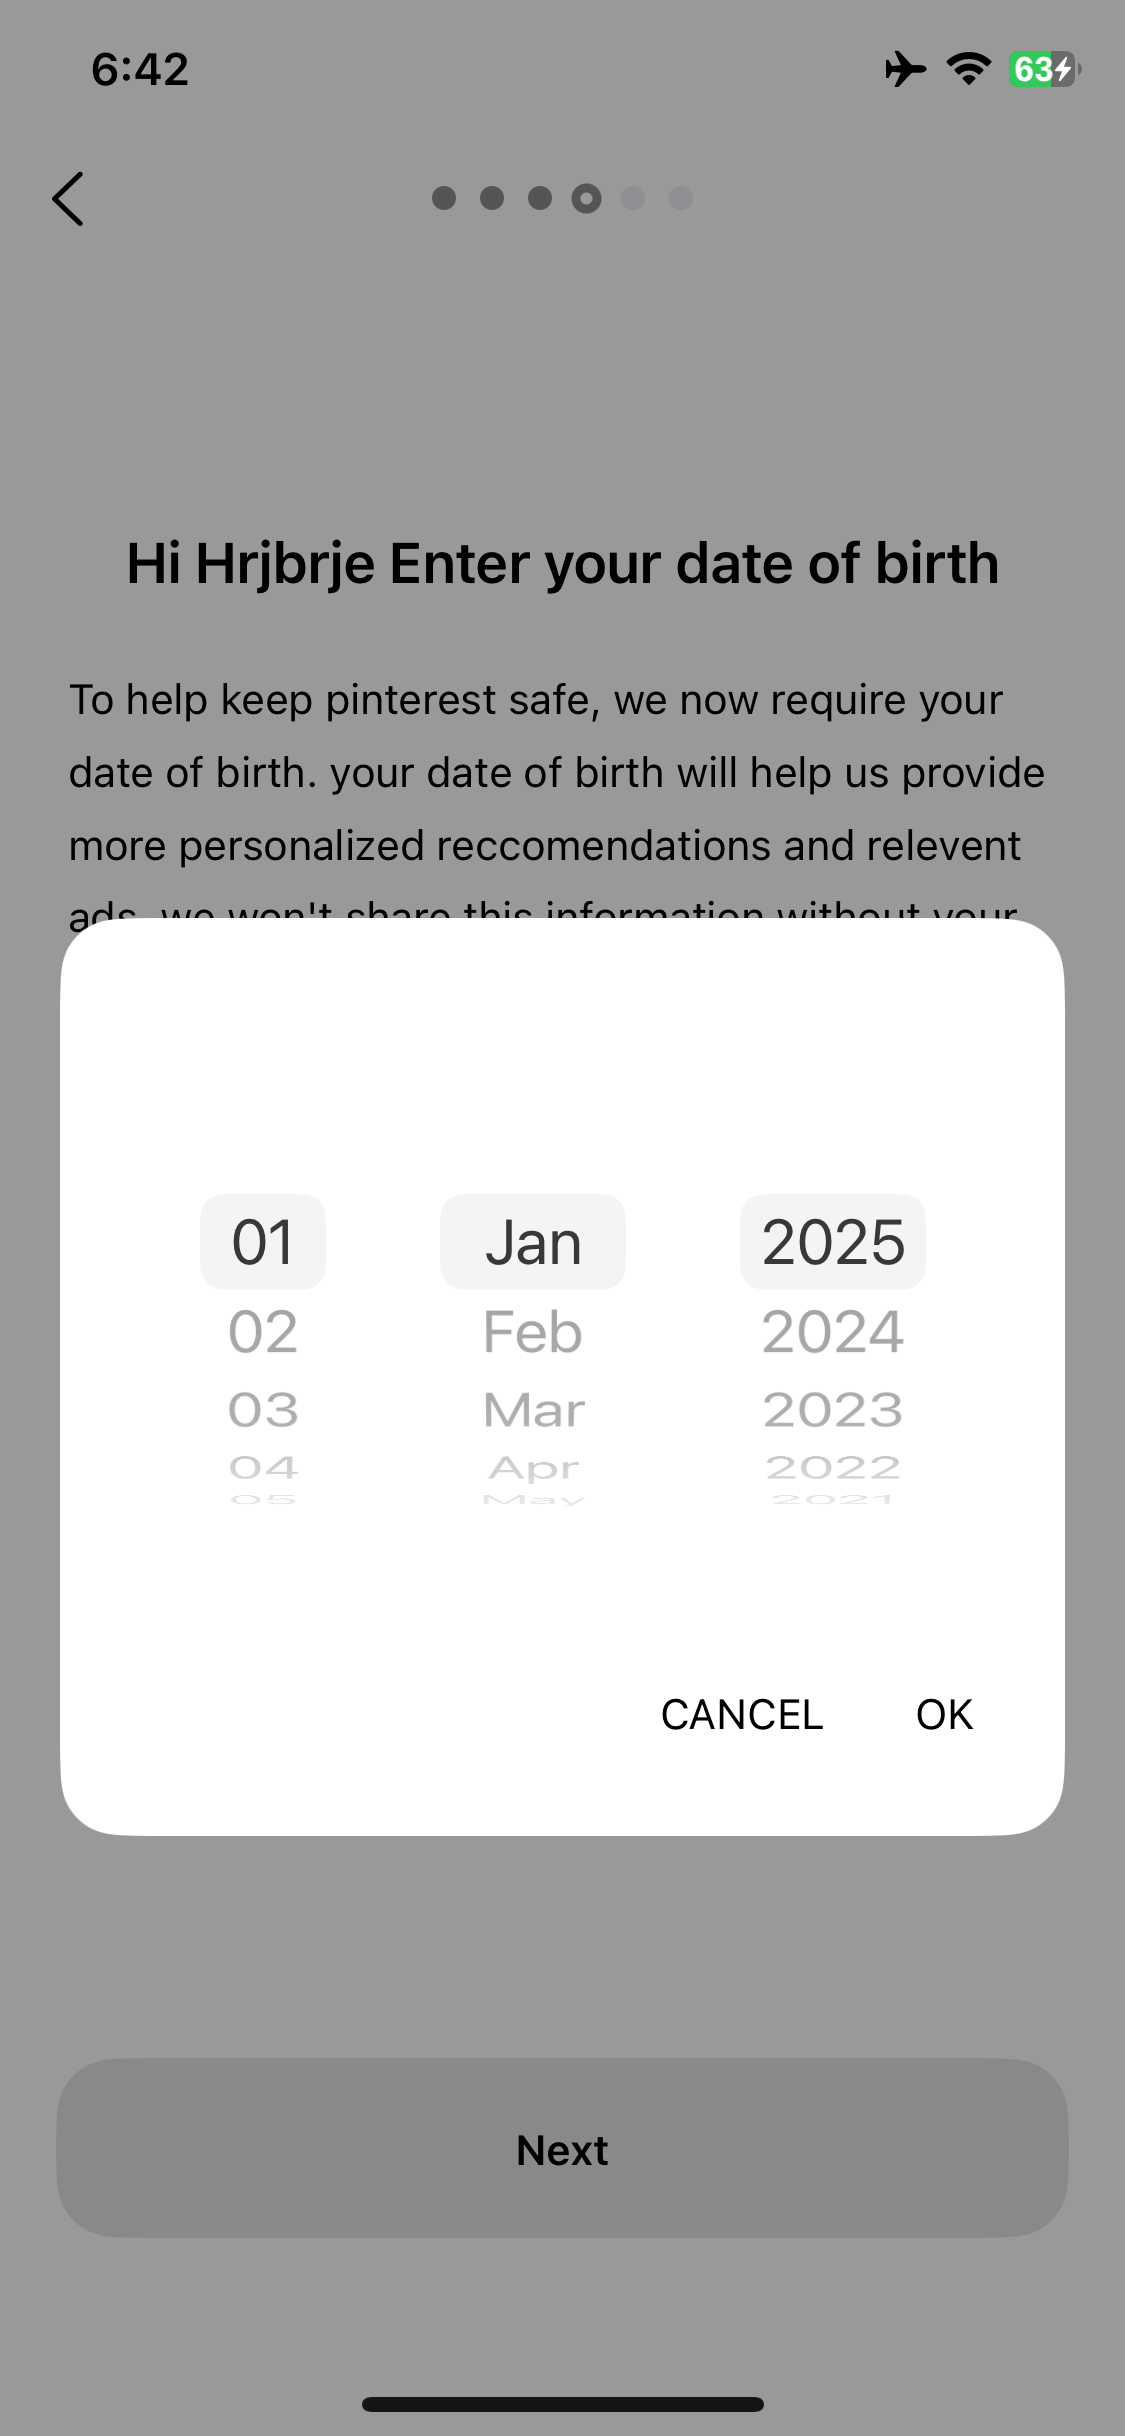 6:42
63
Hi Hrjbrje Enter your date of birth
To help keep pinterest safe, we now require your
date of birth. your date of birth will help us provide
more personalized reccomendations and relevent
ads, we won't share this information without your
01 Jan 2025
02 Feb 2024
03 Mar 2023
04 Apr 2022
05 May 2021
CANCEL OK
Next